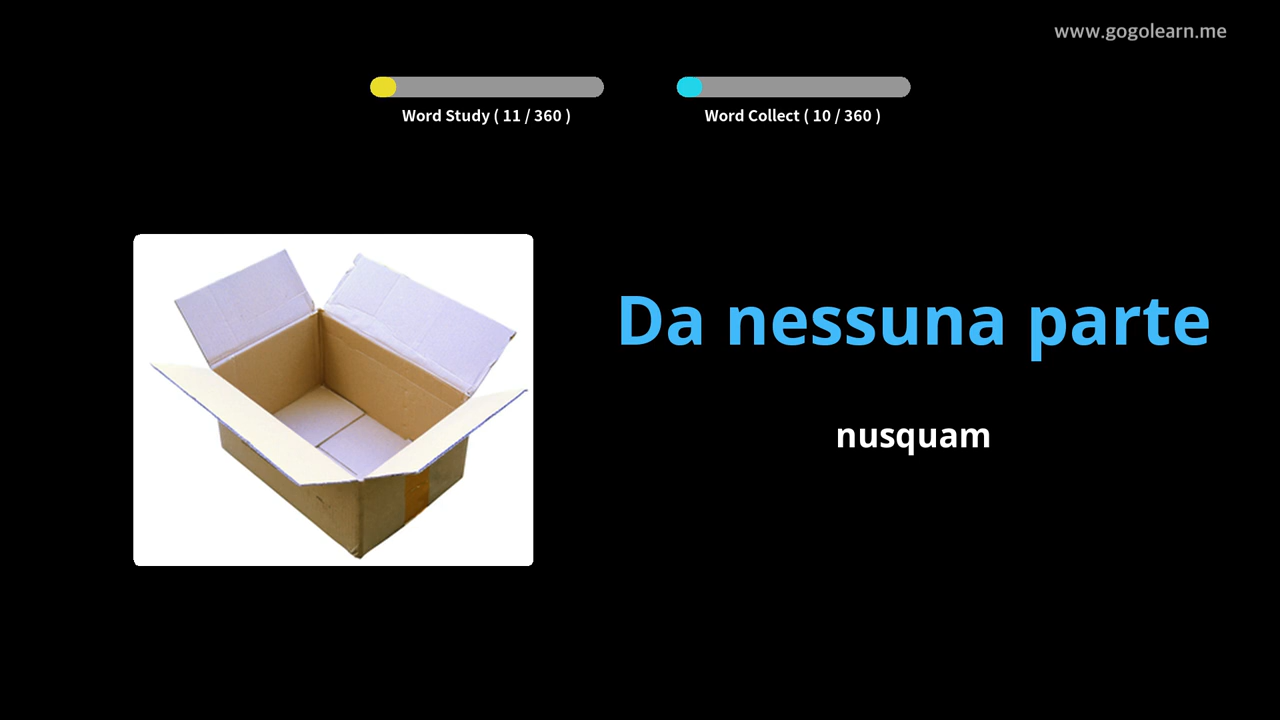 www.gogolearn.me
Word Study ( 11 / 360 )
Word Collect ( 10 / 360 )
Da nessuna parte
nusquam